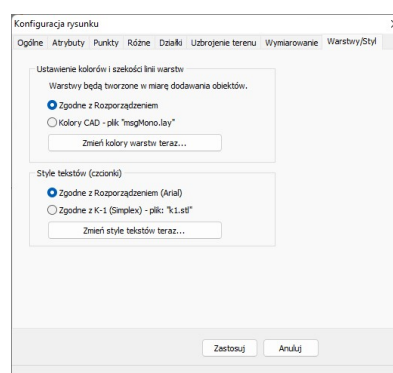 Konfiguracja rysunku
Ogólne Atrybuty Punkty Różne Działki Uzbrojenie terenu Wymiarowanie Warstwy/Styl
Ustawienie kolorów i szekości linii warstw
Warstwy będą tworzone w miarę dodawania obiektów.
Zgodne z Rozporządzeniem
Kolory CAD - plik "msgMono.lay"
Zmień kolory warstw teraz...
Style tekstów (czcionki)
Zgodne z Rozporządzeniem (Arial)
Zgodne z K-1 (Simplex) - plik: "k1.stl"
Zmień style tekstów teraz...
Zastosuj Anuluj